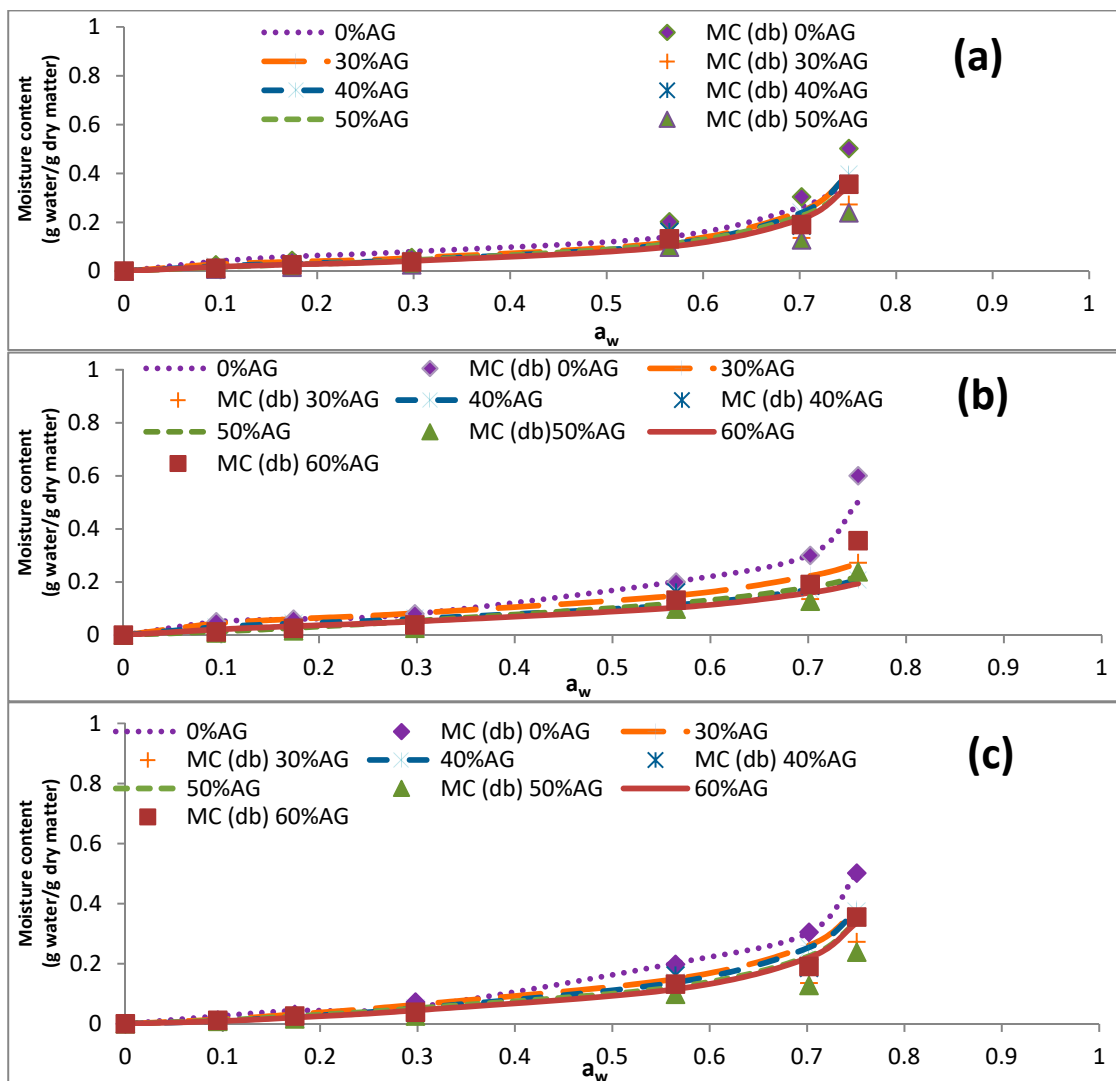 1
0%AG MC (db) 0%AG
0.8
30%AG MC (db) 30%AG
(a)
40%AG MC (db) 40%AG
0.6
50%AG MC (db) 50%AG
0.4
0.2
0
Moisture content
(g water/g dry matter)
0 0.1 0.2 0.3 0.4 0.5 0.6 0.7 0.8 0.9 1
aw
1
0%AG MC (db) 0%AG 30%AG
MC (db) 30%AG 40%AG MC (db) 40%AG
(b)
0.8
50%AG MC (db)50%AG 60%AG
MC (db) 60%AG
0.6
0.4
0.2
0
Moisture content
(g water/g dry matter)
0 0.1 0.2 0.3 0.4 0.5 0.6 0.7 0.8 0.9 1
aw
1
0%AG MC (db) 0%AG 30%AG
MC (db) 30%AG 40%AG MC (db) 40%AG
(c)
0.8
50%AG MC (db) 50%AG 60%AG
MC (db) 60%AG
0.6
0.4
0.2
0
Moisture content
(g water/g dry matter)
0 0.1 0.2 0.3 0.4 0.5 0.6 0.7 0.8 0.9 1
aw